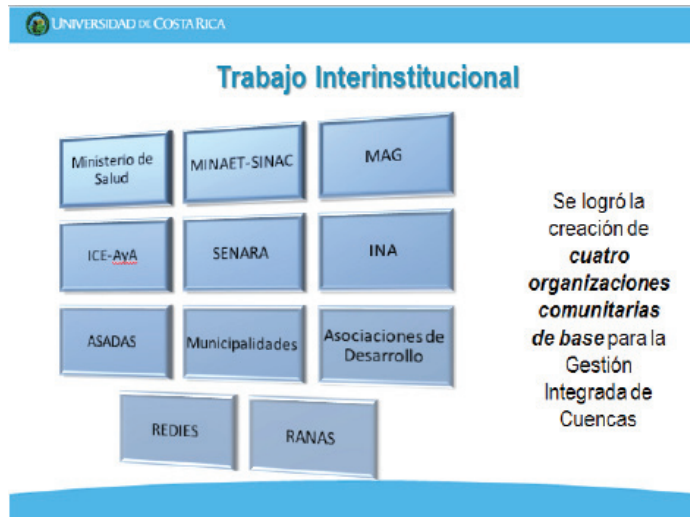 UNIVERSIDAD DE COSTA RICA
Trabajo Interinstitucional
Ministerio de
Salud
MINAET-SINAC
MAG
ICE-AyA
SENARA
INA
ASADAS
Municipalidades
Asociaciones de
Desarrollo
REDIES
RANAS
Se logró la
creación de
cuatro
organizaciones
comunitarias
de base para la
Gestión
Integrada de
Cuencas